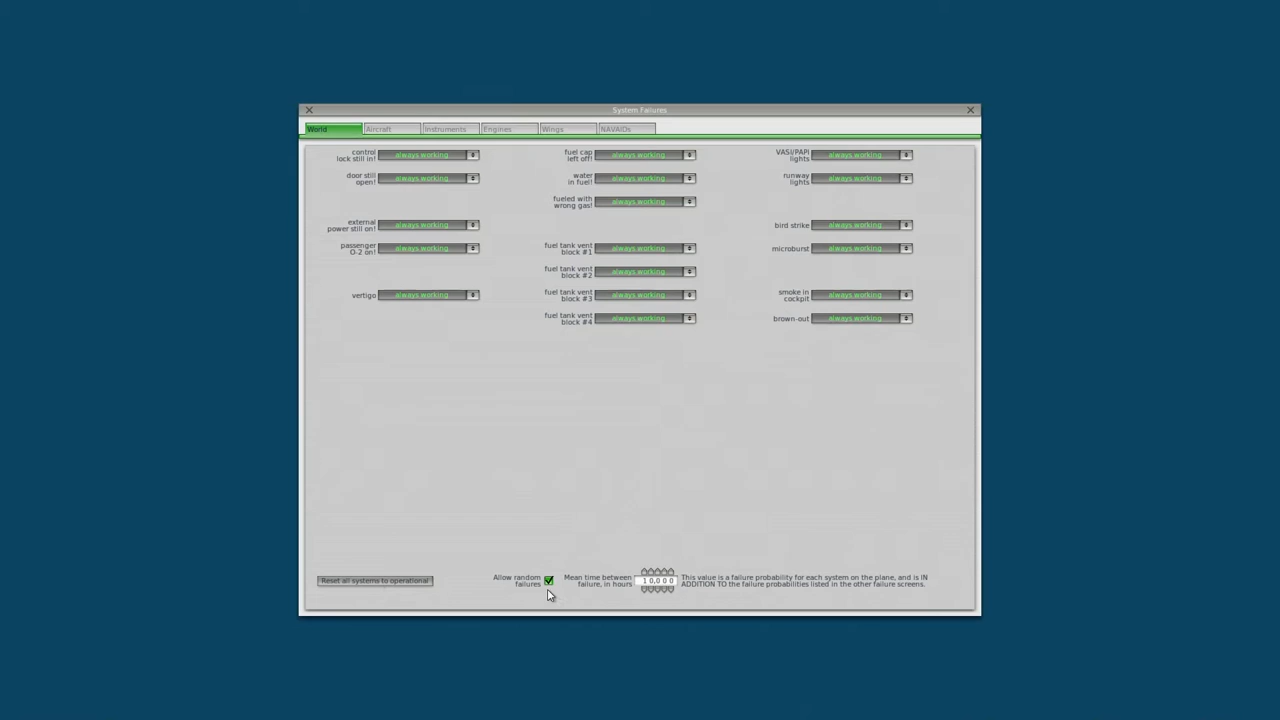 System Failures
World Aircraft Instruments Engines Wings NAVAIDs
control
lock still in! always working
door still
open! always working
external
power still on! always working
passenger
O-2 on! always working
vertigo always working
fuel cap
left off! always working
water
in fuel! always working
fueled with
wrong gas! always working
fuel tank vent
block #1 always working
fuel tank vent
block #2 always working
fuel tank vent
block #3 always working
fuel tank vent
block #4 always working
VASI/PAPI
lights always working
runway
lights always working
bird strike always working
microburst always working
smoke in
cockpit always working
brown-out always working
Reset all systems to operational
Allow random
failures
Mean time between
failure, in hours 10,000
This value is a failure probability for each system on the plane, and is IN
ADDITION TO the failure probabilities listed in the other failure screens.